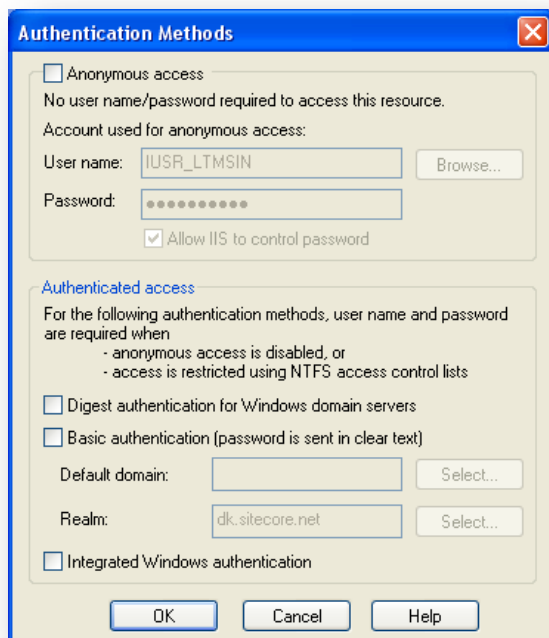 Authentication Methods
Anonymous access
No user name/password required to access this resource.
Account used for anonymous access:
User name: IUSR_LTMSIN Browse...
Password: ●●●●●●●●●●
Allow IIS to control password
Authenticated access
For the following authentication methods, user name and password
are required when
- anonymous access is disabled, or
- access is restricted using NTFS access control lists
Digest authentication for Windows domain servers
Basic authentication (password is sent in clear text)
Default domain: Select...
Realm: dk.sitecore.net Select...
Integrated Windows authentication
OK Cancel Help